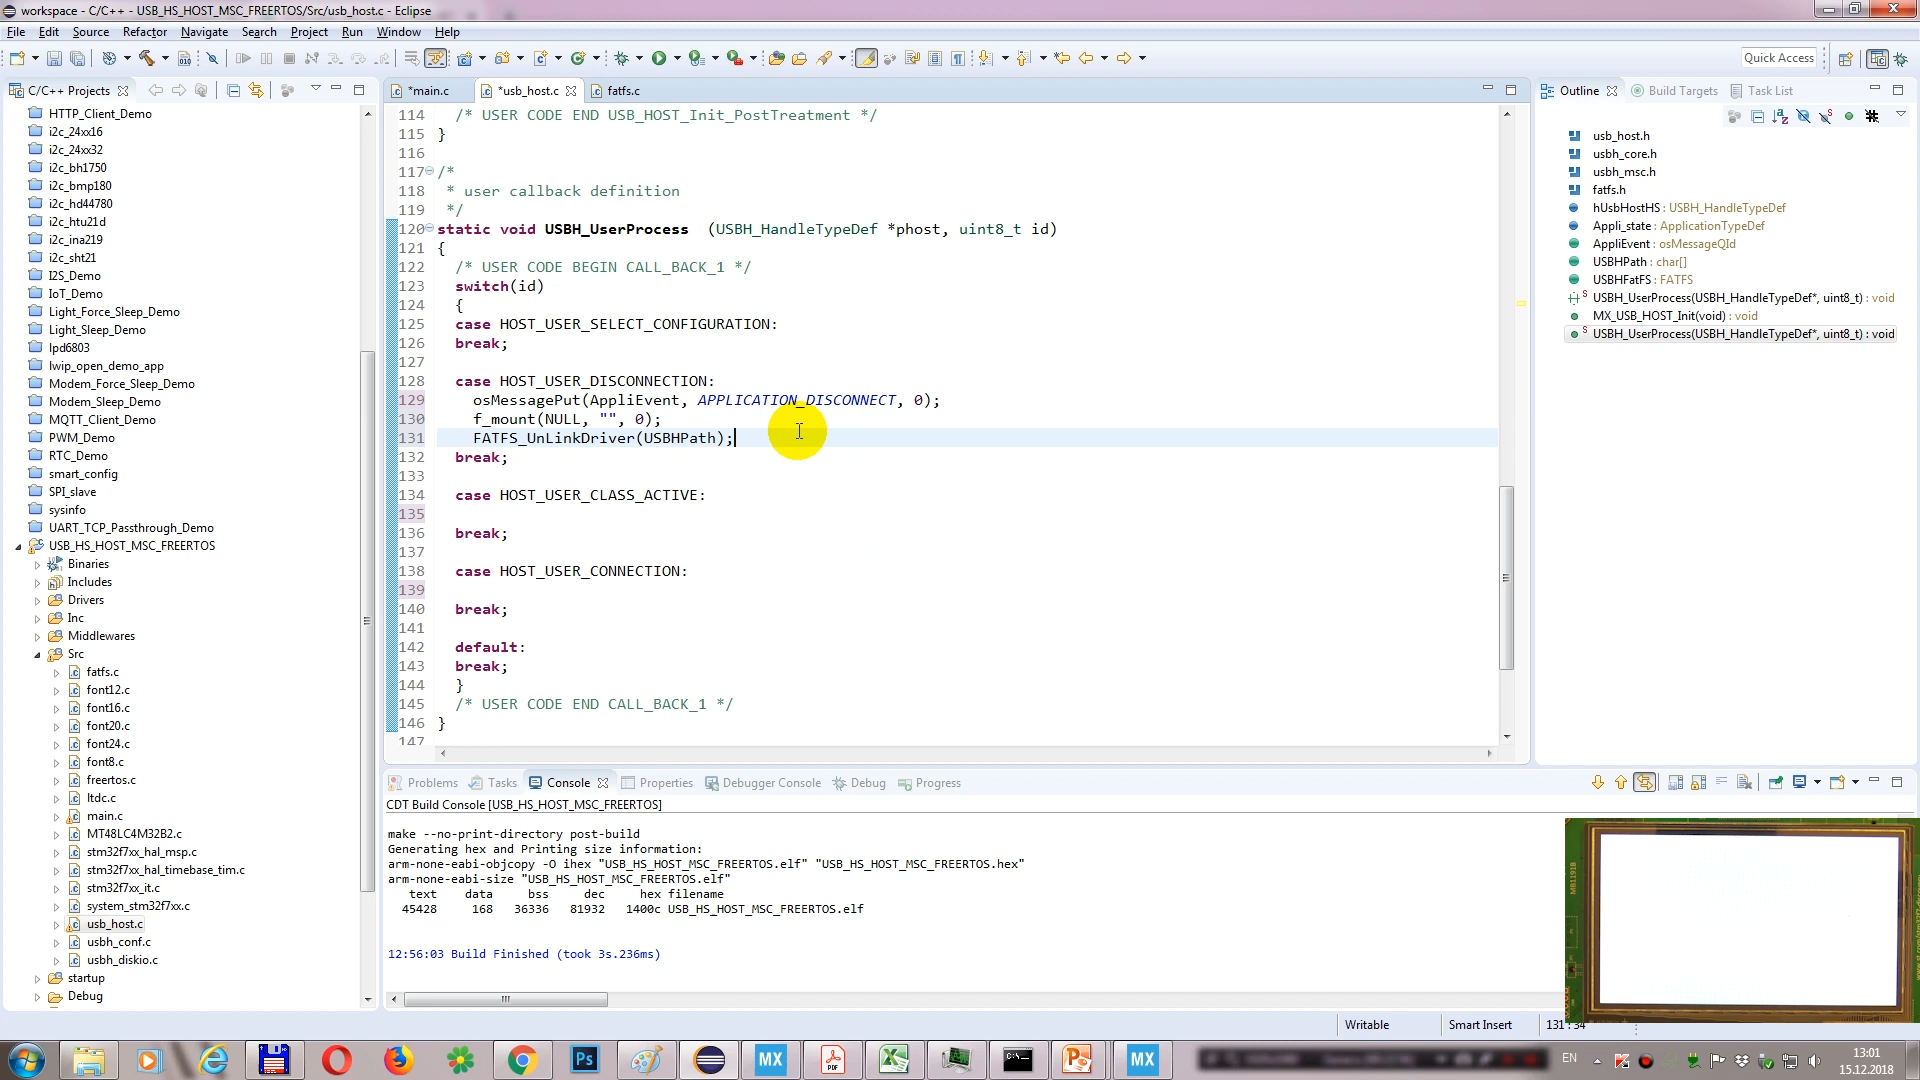 workspace - C/C++ - USB_HS_HOST_MSC_FREERTOS/Src/usb_host.c - Eclipse
File Edit Source Refactor Navigate Search Project Run Window Help
Quick Access
C/C++ Projects
HTTP_Client_Demo
i2c_24xx16
i2c_24xx32
i2c_bh1750
i2c_bmp180
i2c_hd44780
i2c_htu21d
i2c_ina219
i2c_sht21
I2S_Demo
IoT_Demo
Light_Force_Sleep_Demo
Light_Sleep_Demo
lpd6803
lwip_open_demo_app
Modem_Force_Sleep_Demo
Modem_Sleep_Demo
MQTT_Client_Demo
PWM_Demo
RTC_Demo
smart_config
SPI_slave
sysinfo
UART_TCP_Passthrough_Demo
USB_HS_HOST_MSC_FREERTOS
Binaries
Includes
Drivers
Inc
Middlewares
Src
fatfs.c
font12.c
font16.c
font20.c
font24.c
font8.c
freertos.c
ltdc.c
main.c
MT48LC4M32B2.c
stm32f7xx_hal_msp.c
stm32f7xx_hal_timebase_tim.c
stm32f7xx_it.c
system_stm32f7xx.c
usb_host.c
usbh_conf.c
usbh_diskio.c
startup
Debug
*main.c *usb_host.c fatfs.c
114 /* USER CODE END USB_HOST_Init_PostTreatment */
115 }
116
117 /*
118 * user callback definition
119 */
120 static void USBH_UserProcess (USBH_HandleTypeDef *phost, uint8_t id)
121 {
122 /* USER CODE BEGIN CALL_BACK_1 */
123 switch(id)
124 {
125 case HOST_USER_SELECT_CONFIGURATION:
126 break;
127
128 case HOST_USER_DISCONNECTION:
129 osMessagePut(AppliEvent, APPLICATION_DISCONNECT, 0);
130 f_mount(NULL, "", 0);
131 FATFS_UnLinkDriver(USBHPath);
132 break;
133
134 case HOST_USER_CLASS_ACTIVE:
135
136 break;
137
138 case HOST_USER_CONNECTION:
139
140 break;
141
142 default:
143 break;
144 }
145 /* USER CODE END CALL_BACK_1 */
146 }
147
Outline Build Targets Task List
usb_host.h
usbh_core.h
usbh_msc.h
fatfs.h
hUsbHostHS : USBH_HandleTypeDef
Appli_state : ApplicationTypeDef
AppliEvent : osMessageQId
USBHPath : char[]
USBHFatFS : FATFS
USBH_UserProcess(USBH_HandleTypeDef*, uint8_t) : void
MX_USB_HOST_Init(void) : void
USBH_UserProcess(USBH_HandleTypeDef*, uint8_t) : void
Problems Tasks Console Properties Debugger Console Debug Progress
CDT Build Console [USB_HS_HOST_MSC_FREERTOS]
make --no-print-directory post-build
Generating hex and Printing size information:
arm-none-eabi-objcopy -O ihex "USB_HS_HOST_MSC_FREERTOS.elf" "USB_HS_HOST_MSC_FREERTOS.hex"
arm-none-eabi-size "USB_HS_HOST_MSC_FREERTOS.elf"
text data bss dec hex filename
45428 168 36336 81932 1400c USB_HS_HOST_MSC_FREERTOS.elf
12:56:03 Build Finished (took 3s.236ms)
Writable Smart Insert 131 : 34
MB1191B
Ps MX PDF MX
EN
13:01
15.12.2018